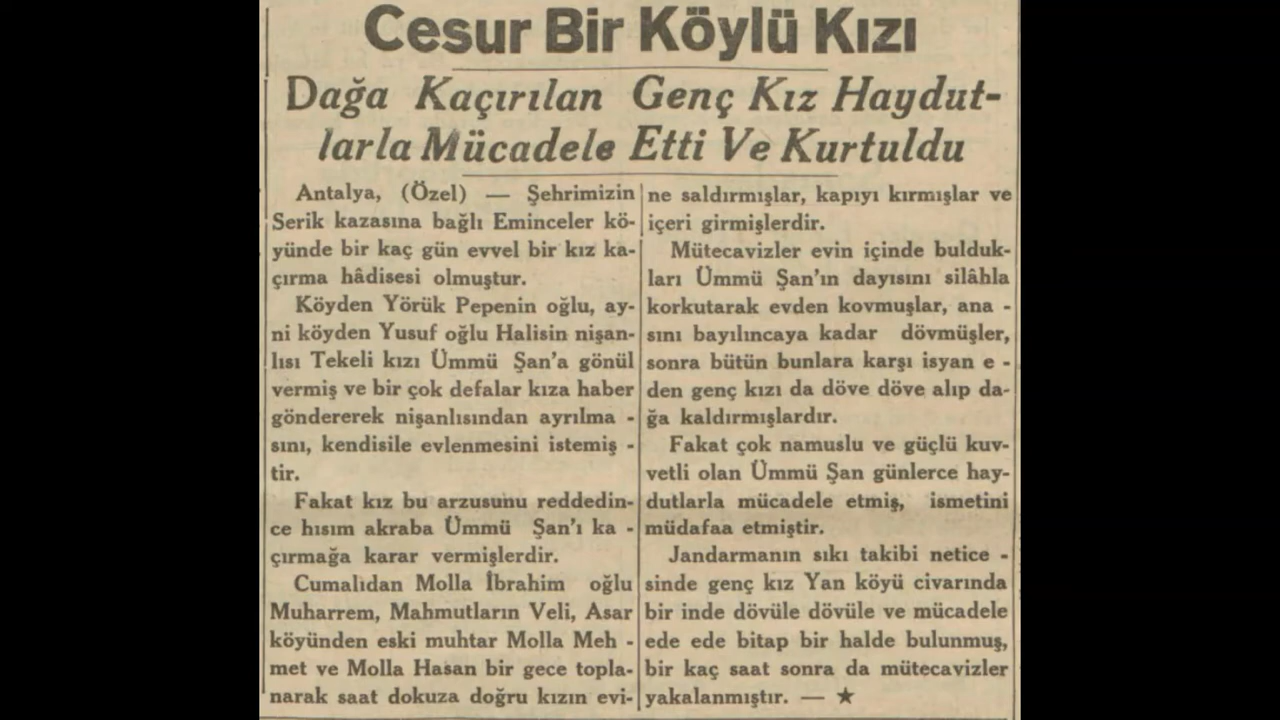 Cesur Bir Köylü Kızı
Dağa Kaçırılan Genç Kız Haydut-
larla Mücadele Etti Ve Kurtuldu
Antalya, (Özel) — Şehrimizin
Serik kazasına bağlı Eminceler kö-
yünde bir kaç gün evvel bir kız ka-
çırma hâdisesi olmuştur.
Köyden Yörük Pepenin oğlu, ay-
ni köyden Yusuf oğlu Halisin nişan-
lısı Tekeli kızı Ümmü Şan'a gönül
vermiş ve bir çok defalar kıza haber
göndererek nişanlısından ayrılma -
sını, kendisile evlenmesini istemiş -
tir.
Fakat kız bu arzusunu reddedin-
ce hısım akraba Ümmü Şan'ı ka -
çırmağa karar vermişlerdir.
Cumalıdan Molla İbrahim oğlu
Muharrem, Mahmutların Veli, Asar
köyünden eski muhtar Molla Meh -
met ve Molla Hasan bir gece topla-
narak saat dokuza doğru kızın evi-
ne saldırmışlar, kapıyı kırmışlar ve
içeri girmişlerdir.
Mütecavizler evin içinde bulduk-
ları Ümmü Şan'ın dayısını silâhla
korkutarak evden kovmuşlar, ana -
sını bayılıncaya kadar dövmüşler,
sonra bütün bunlara karşı isyan e -
den genç kızı da döve döve alıp da-
ğa kaldırmışlardır.
Fakat çok namuslu ve güçlü kuv-
vetli olan Ümmü Şan günlerce hay-
dutlarla mücadele etmiş, ismetini
müdafaa etmiştir.
Jandarmanın sıkı takibi netice -
sinde genç kız Yan köyü civarında
bir inde dövüle dövüle ve mücadele
ede ede bitap bir halde bulunmuş,
bir kaç saat sonra da mütecavizler
yakalanmıştır. — ★